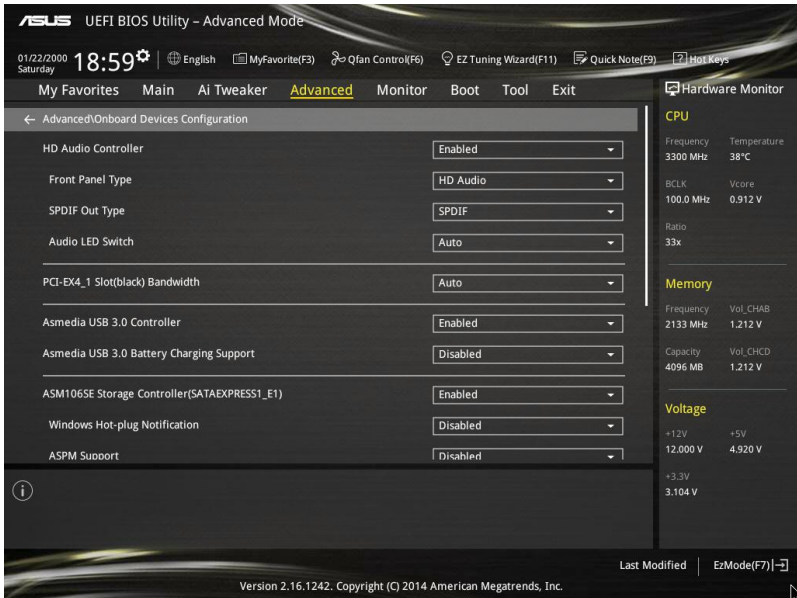 ASUS UEFI BIOS Utility – Advanced Mode
01/22/2000 Saturday 18:59 English MyFavorite(F3) Qfan Control(F6) EZ Tuning Wizard(F11) Quick Note(F9) ? Hot Keys
My Favorites Main Ai Tweaker Advanced Monitor Boot Tool Exit
Hardware Monitor
← Advanced\Onboard Devices Configuration
HD Audio Controller Enabled
Front Panel Type HD Audio
SPDIF Out Type SPDIF
Audio LED Switch Auto
PCI-EX4_1 Slot(black) Bandwidth Auto
Asmedia USB 3.0 Controller Enabled
Asmedia USB 3.0 Battery Charging Support Disabled
ASM106SE Storage Controller(SATAEXPRESS1_E1) Enabled
Windows Hot-plug Notification Disabled
ASPM Support Disabled
CPU
Frequency Temperature
3300 MHz 38°C
BCLK Vcore
100.0 MHz 0.912 V
Ratio
33x
Memory
Frequency Vol_CHAB
2133 MHz 1.212 V
Capacity Vol_CHCD
4096 MB 1.212 V
Voltage
+12V +5V
12.000 V 4.920 V
+3.3V
3.104 V
i
Last Modified EzMode(F7)
Version 2.16.1242. Copyright (C) 2014 American Megatrends, Inc.